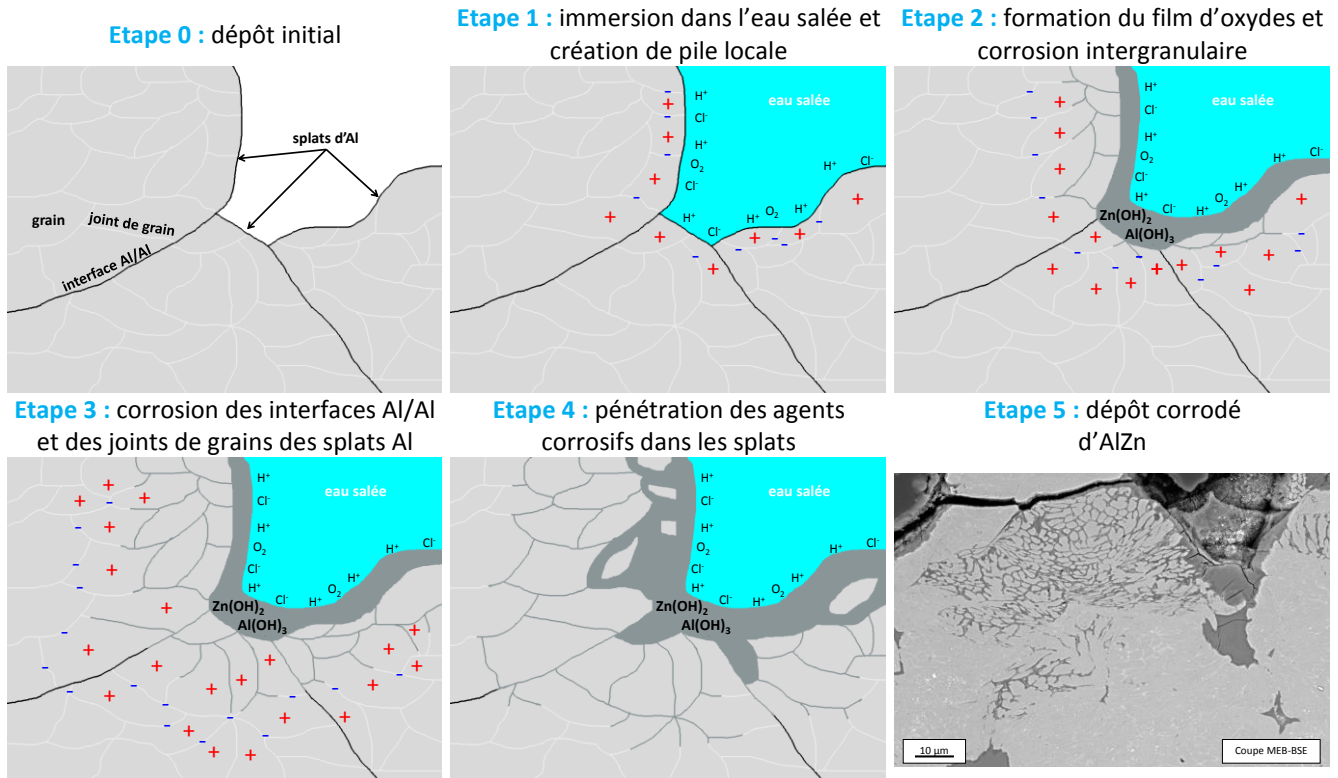 Etape 0 : dépôt initial
splats d'Al
grain
joint de grain
interface Al/Al
Etape 1 : immersion dans l'eau salée et
création de pile locale
eau salée
H⁺
Cl⁻
H⁺
O₂
Cl⁻
H⁺
Cl⁻
H⁺
O₂
H⁺
H⁺
Cl⁻
Etape 2 : formation du film d'oxydes et
corrosion intergranulaire
eau salée
H⁺
Cl⁻
H⁺
O₂
Cl⁻
H⁺
Cl⁻
H⁺
O₂
H⁺
H⁺
Cl⁻
Zn(OH)₂
Al(OH)₃
Etape 3 : corrosion des interfaces Al/Al
et des joints de grains des splats Al
eau salée
H⁺
Cl⁻
H⁺
O₂
Cl⁻
H⁺
Cl⁻
H⁺
O₂
H⁺
H⁺
Cl⁻
Zn(OH)₂
Al(OH)₃
Etape 4 : pénétration des agents
corrosifs dans les splats
eau salée
H⁺
Cl⁻
H⁺
O₂
Cl⁻
H⁺
Cl⁻
H⁺
O₂
H⁺
H⁺
Cl⁻
Zn(OH)₂
Al(OH)₃
Etape 5 : dépôt corrodé
d'AlZn
10 µm
Coupe MEB-BSE